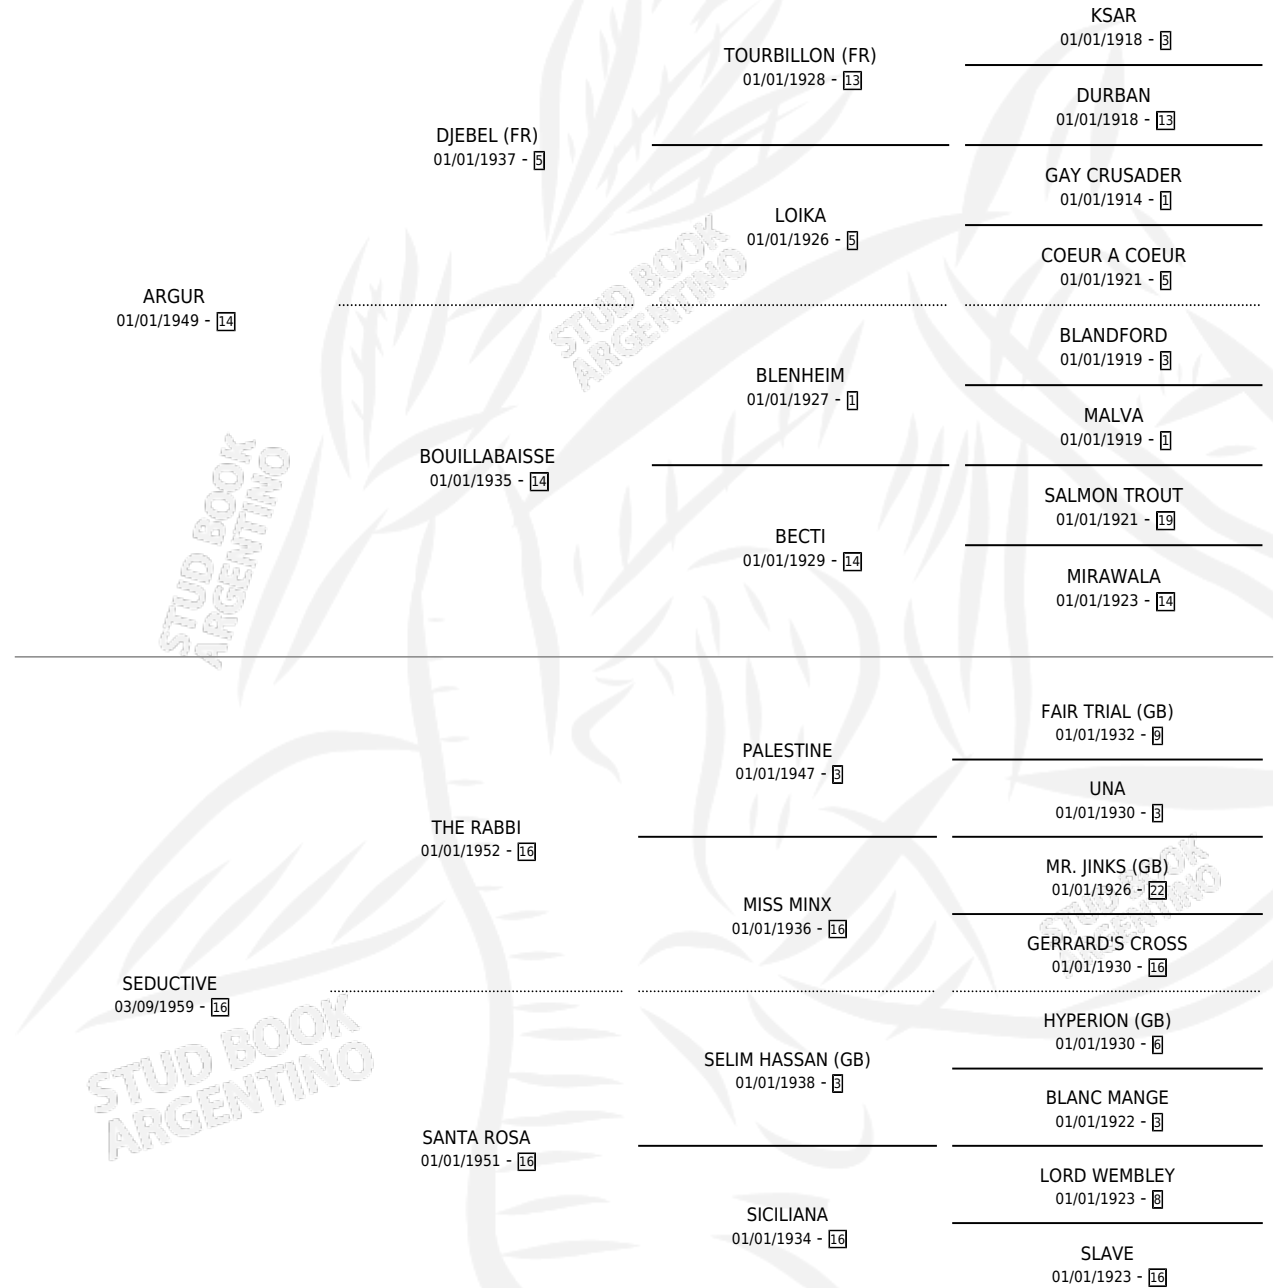 KSAR
01/01/1918 - 3
TOURBILLON (FR)
01/01/1928 - 13
DURBAN
01/01/1918 - 13
DJEBEL (FR)
01/01/1937 - 5
GAY CRUSADER
01/01/1914 - 1
LOIKA
01/01/1926 - 5
COEUR A COEUR
01/01/1921 - 5
ARGUR
01/01/1949 - 14
STUD BOOK
ARGENTINO
BLANDFORD
01/01/1919 - 3
BLENHEIM
01/01/1927 - 1
MALVA
01/01/1919 - 1
BOUILLABAISSE
01/01/1935 - 14
SALMON TROUT
01/01/1921 - 19
BECTI
01/01/1929 - 14
MIRAWALA
01/01/1923 - 14
STUD BOOK
ARGENTINO
FAIR TRIAL (GB)
01/01/1932 - 9
PALESTINE
01/01/1947 - 3
UNA
01/01/1930 - 3
THE RABBI
01/01/1952 - 16
MR. JINKS (GB)
01/01/1926 - 22
MISS MINX
01/01/1936 - 16
GERRARD'S CROSS
01/01/1930 - 16
STUD BOOK
ARGENTINO
SEDUCTIVE
03/09/1959 - 16
HYPERION (GB)
01/01/1930 - 6
SELIM HASSAN (GB)
01/01/1938 - 3
BLANC MANGE
01/01/1922 - 3
STUD BOOK
ARGENTINO
SANTA ROSA
01/01/1951 - 16
LORD WEMBLEY
01/01/1923 - 8
SICILIANA
01/01/1934 - 16
SLAVE
01/01/1923 - 16